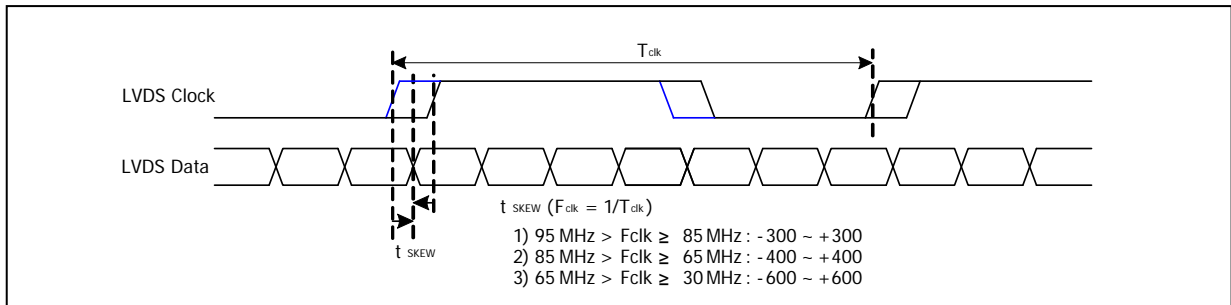 Tclk
LVDS Clock
LVDS Data
t SKEW (Fclk = 1/Tclk)
1) 95 MHz > Fclk ≥ 85 MHz : -300 ~ +300
t SKEW
2) 85 MHz > Fclk ≥ 65 MHz : -400 ~ +400
3) 65 MHz > Fclk ≥ 30 MHz : -600 ~ +600